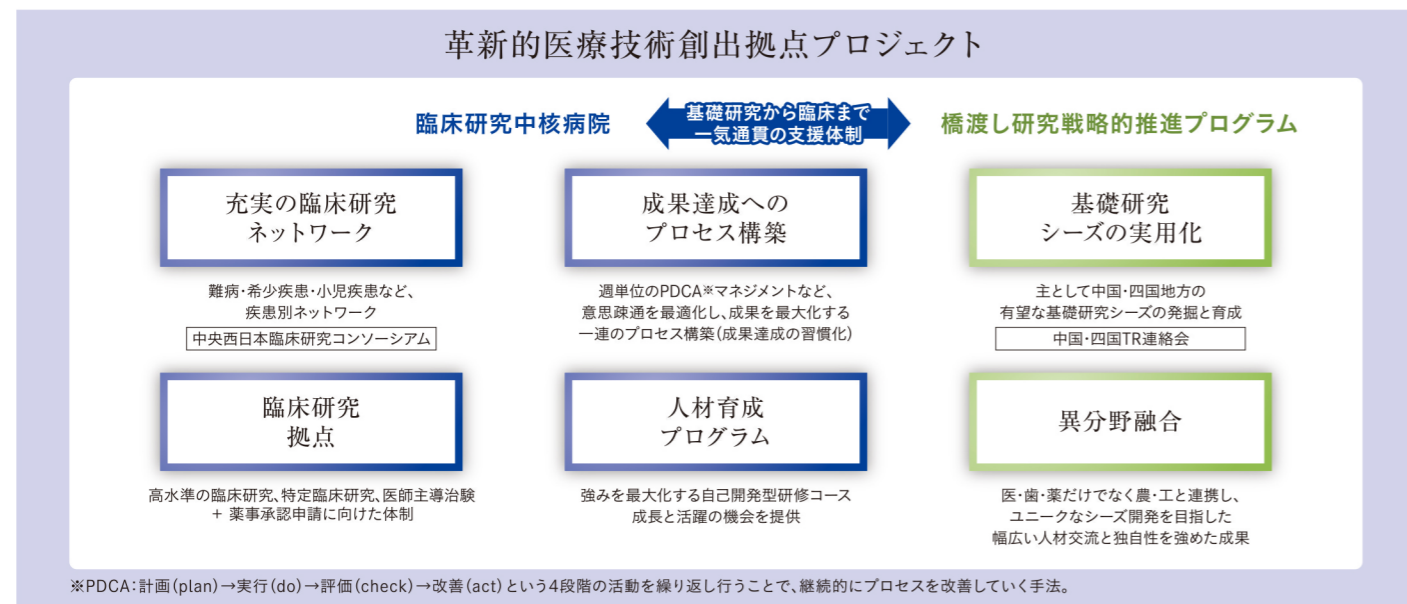 革新的医療技術創出拠点プロジェクト
臨床研究中核病院
基礎研究から臨床まで
一気通貫の支援体制
橋渡し研究戦略的推進プログラム
充実の臨床研究
ネットワーク
難病・希少疾患・小児疾患など、
疾患別ネットワーク
中央西日本臨床研究コンソーシアム
成果達成への
プロセス構築
週単位のPDCA※マネジメントなど、
意思疎通を最適化し、成果を最大化する
一連のプロセス構築(成果達成の習慣化)
基礎研究
シーズの実用化
主として中国・四国地方の
有望な基礎研究シーズの発掘と育成
中国・四国TR連絡会
臨床研究
拠点
高水準の臨床研究、特定臨床研究、医師主導治験
+ 薬事承認申請に向けた体制
人材育成
プログラム
強みを最大化する自己開発型研修コース
成長と活躍の機会を提供
異分野融合
医・歯・薬だけでなく農・工と連携し、
ユニークなシーズ開発を目指した
幅広い人材交流と独自性を強めた成果
※PDCA:計画(plan)→実行(do)→評価(check)→改善(act)という4段階の活動を繰り返し行うことで、継続的にプロセスを改善していく手法。